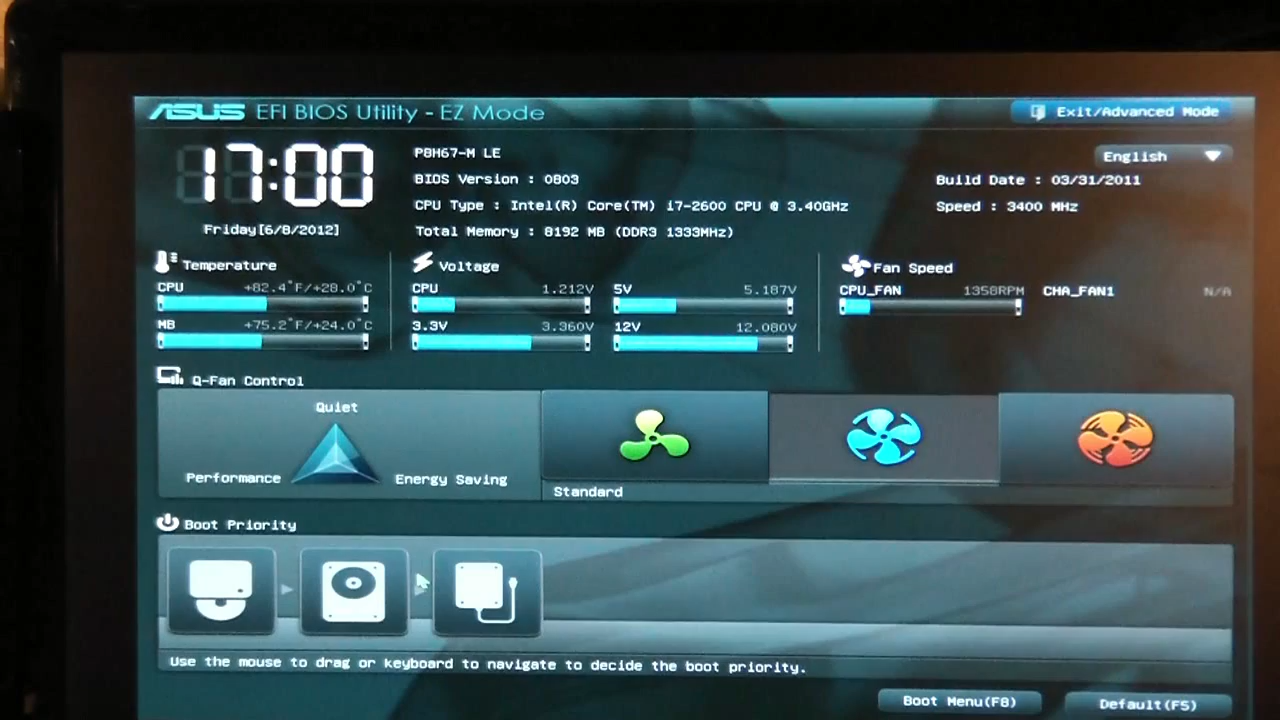 ASUS EFI BIOS Utility - EZ Mode
Exit/Advanced Mode
17:00
Friday[6/8/2012]
P8H67-M LE
BIOS Version : 0803
CPU Type : Intel(R) Core(TM) i7-2600 CPU @ 3.40GHz
Total Memory : 8192 MB (DDR3 1333MHz)
English
Build Date : 03/31/2011
Speed : 3400 MHz
Temperature
CPU +82.4°F/+28.0°C
MB +75.2°F/+24.0°C
Voltage
CPU 1.212V 5V 5.187V
3.3V 3.360V 12V 12.080V
Fan Speed
CPU_FAN 1358RPM CHA_FAN1 N/A
Q-Fan Control
Quiet
Performance
Energy Saving
Standard
Boot Priority
Use the mouse to drag or keyboard to navigate to decide the boot priority.
Boot Menu(F8)
Default(F5)